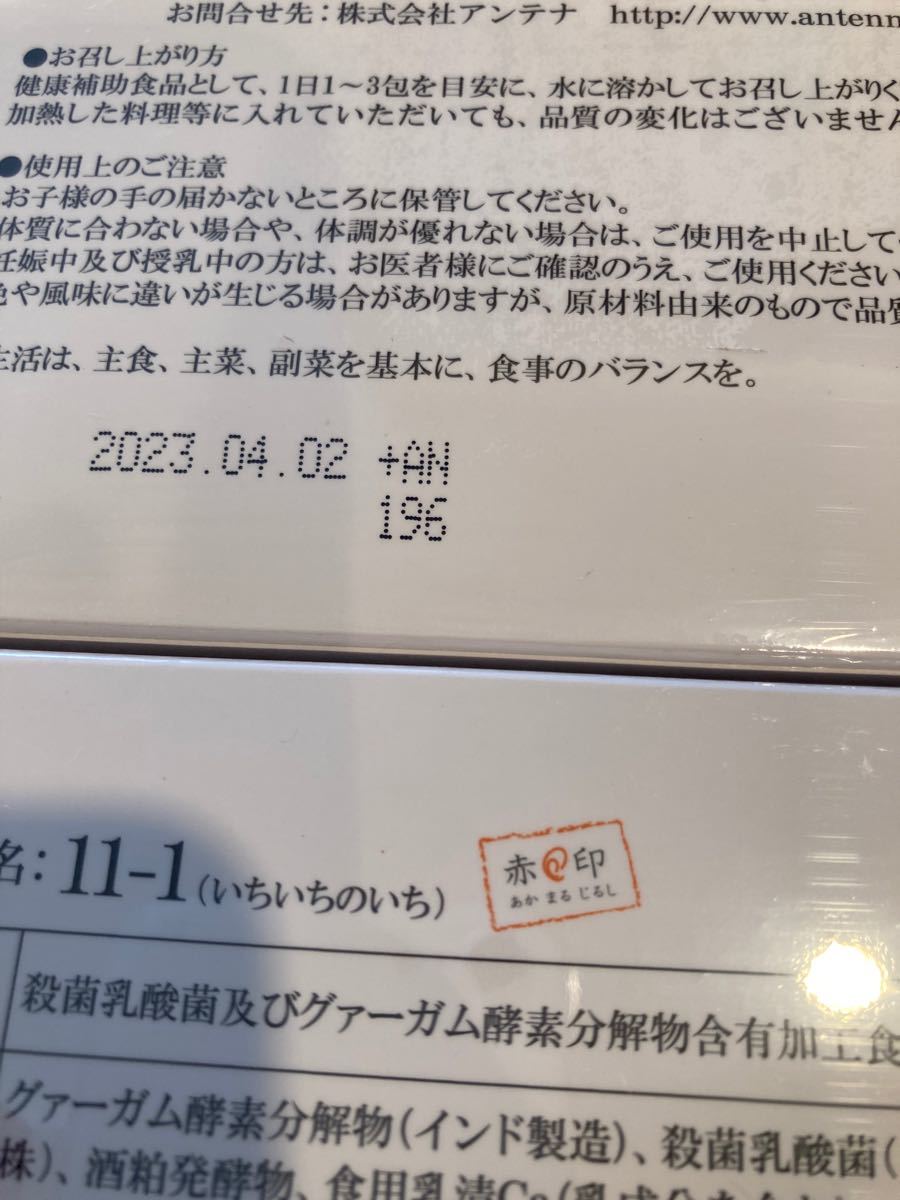 お問合せ先：株式会社アンテナ http://www.antenn
●お召し上がり方
健康補助食品として、1日1～3包を目安に、水に溶かしてお召し上がりく
加熱した料理等に入れていただいても、品質の変化はございませ
●使用上のご注意
お子様の手の届かないところに保管してください。
体質に合わない場合や、体調が優れない場合は、ご使用を中止して
妊娠中及び授乳中の方は、お医者様にご確認のうえ、ご使用ください
色や風味に違いが生じる場合がありますが、原材料由来のもので品質
生活は、主食、主菜、副菜を基本に、食事のバランスを。
2023.04.02 +AN
196
名：11-1(いちいちのいち)
赤 印
あか まる じるし
殺菌乳酸菌及びグァーガム酵素分解物含有加工食
グァーガム酵素分解物(インド製造)、殺菌乳酸菌(
株)、酒粕発酵物、食用乳清Ca(乳成分を